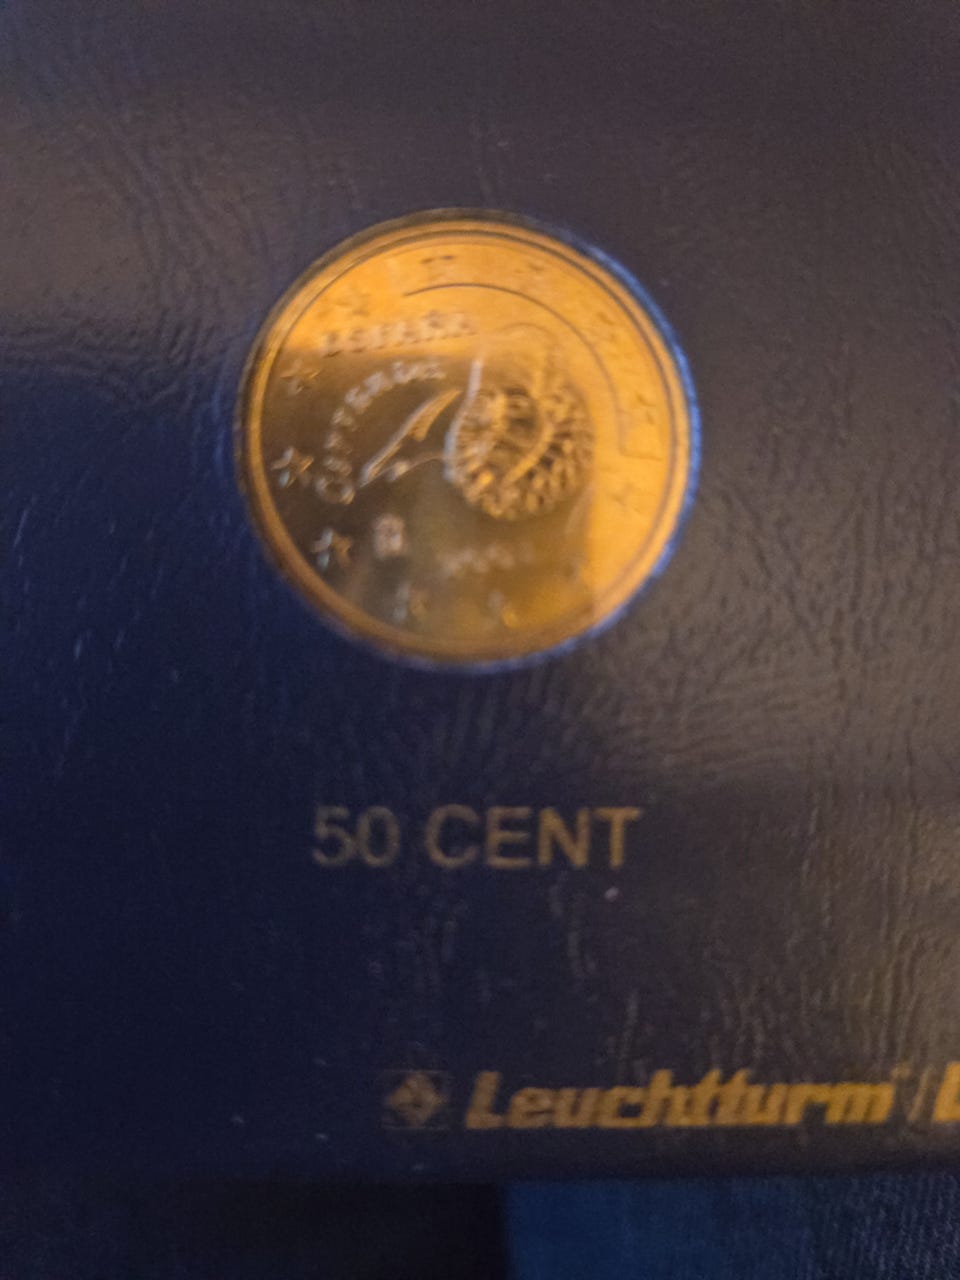 ESPAÑA
CERVANTES
50 CENT
Leuchtturm